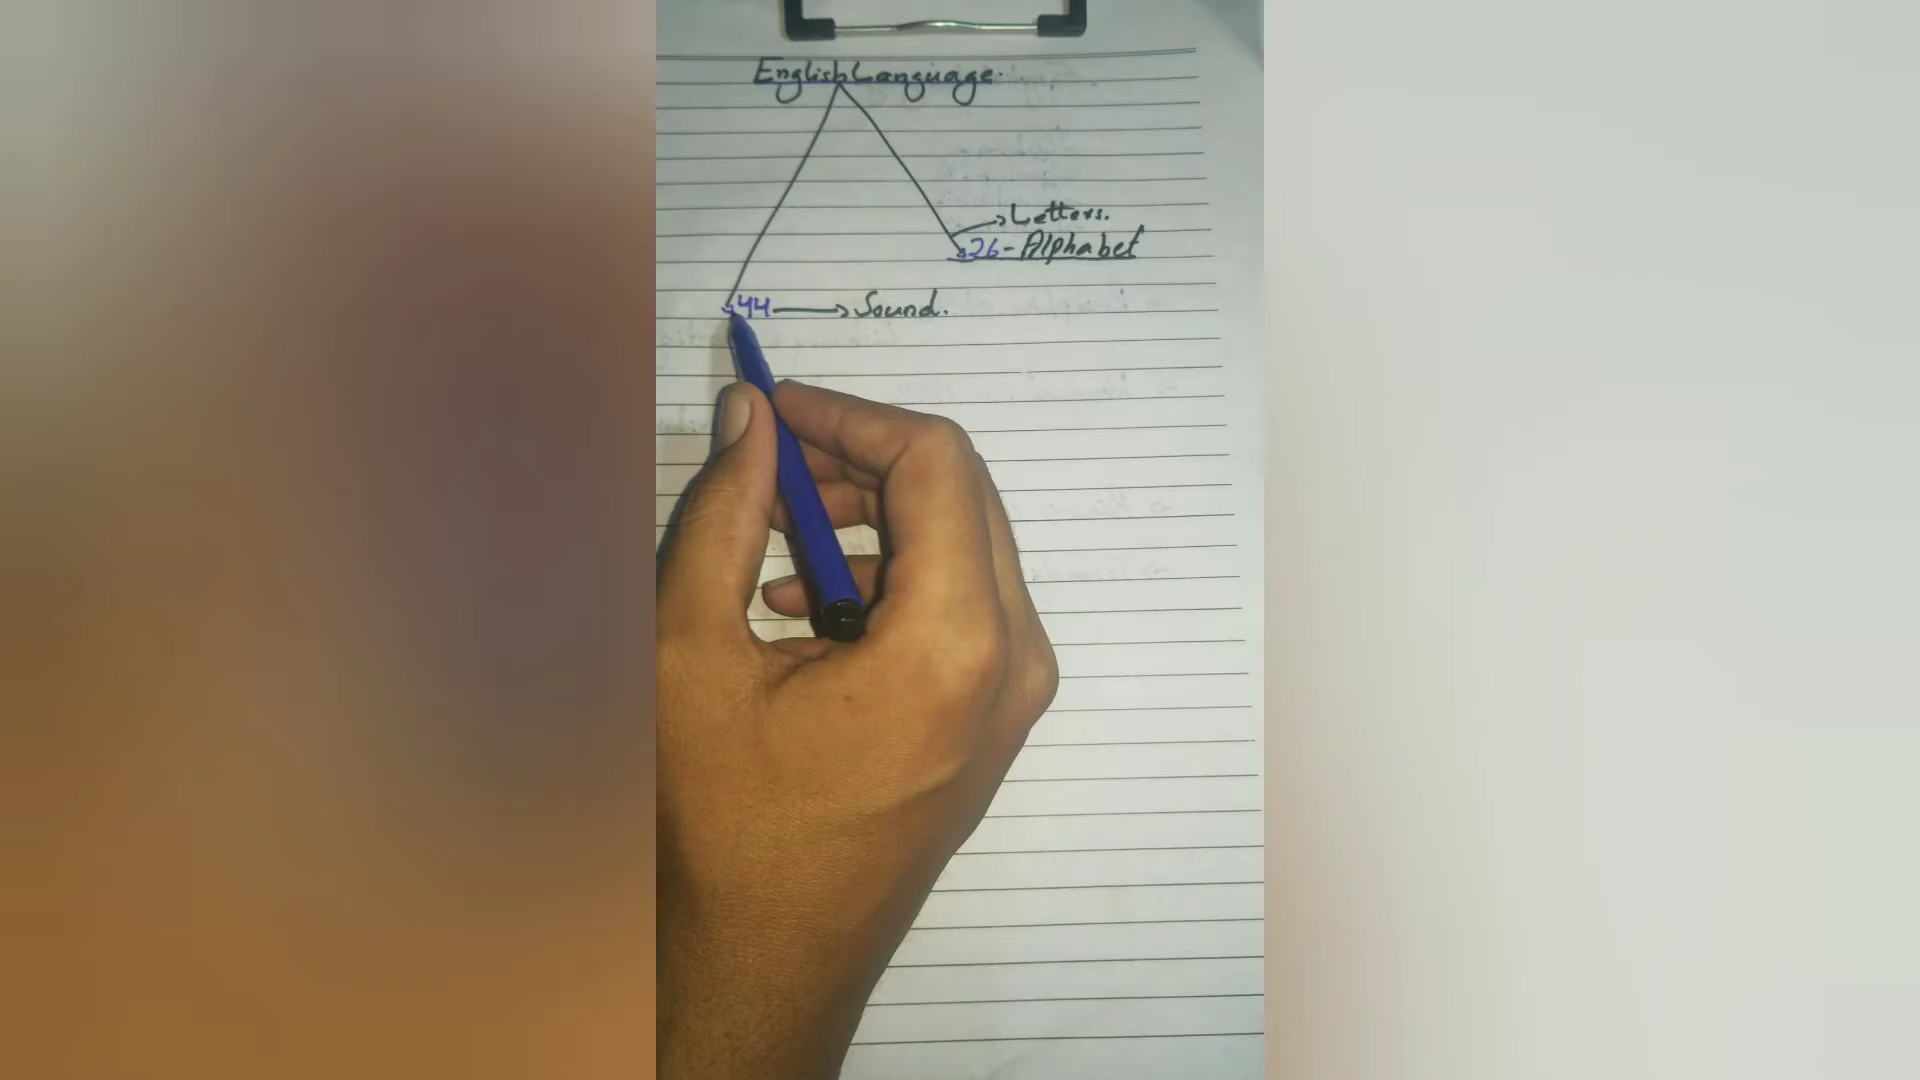 English Language.
→Letters.
26-Alphabet
44 → Sound.